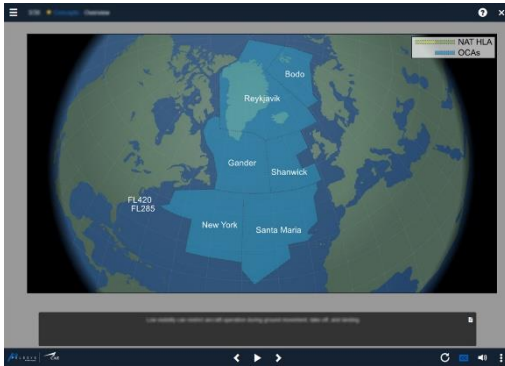 NAT HLA
OCAs
Bodo
Reykjavik
Gander
Shanwick
FL420
FL285
New York
Santa Maria
Low visibility can restrict aircraft operation during ground movement, take-off, and landing.
CAE